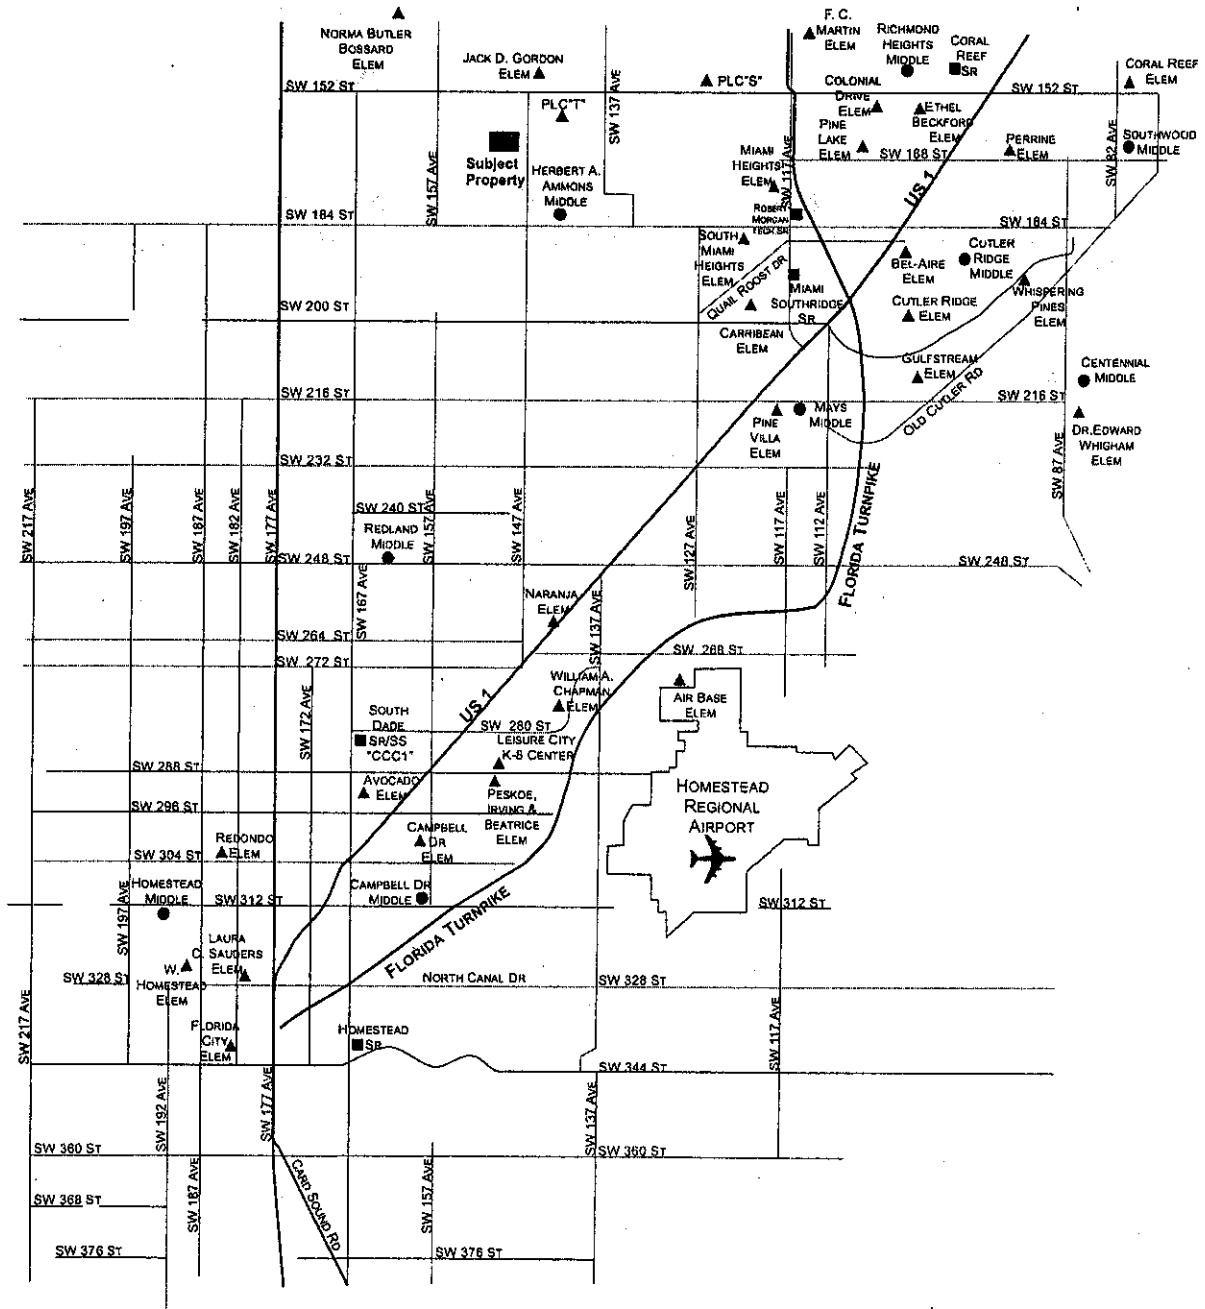 NORMA BUTLER
BOSSARD
ELEM
JACK D. GORDON
ELEM
SW 152 ST
PLC"T"
SW 137 AVE
PLC"S"
F. C.
MARTIN
ELEM
RICHMOND
HEIGHTS
MIDDLE
CORAL
REEF
SR
CORAL REEF
ELEM
SW 152 ST
COLONIAL
DRIVE
ELEM
ETHEL
BECKFORD
ELEM
PINE
LAKE
ELEM
PERRINE
ELEM
SW 82 AVE
SOUTHWOOD
MIDDLE
SW 168 ST
Subject
Property
SW 157 AVE
HERBERT A.
AMMONS
MIDDLE
MIAMI
HEIGHTS
ELEM
SW 117 AVE
US 1
ROBERT
MORGAN
TECH SR
SW 184 ST
SW 184 ST
SOUTH
MIAMI
HEIGHTS
ELEM
QUAIL ROOST DR
BEL-AIRE
ELEM
CUTLER
RIDGE
MIDDLE
MIAMI
SOUTHRIDGE
SR
CUTLER RIDGE
ELEM
WHISPERING
PINES
ELEM
SW 200 ST
CARRIBEAN
ELEM
GULFSTREAM
ELEM
OLD CUTLER RD
CENTENNIAL
MIDDLE
SW 216 ST
SW 216 ST
PINE
VILLA
ELEM
MAYS
MIDDLE
DR. EDWARD
WHIGHAM
ELEM
SW 87 AVE
SW 232 ST
SW 217 AVE
SW 197 AVE
SW 187 AVE
SW 182 AVE
SW 177 AVE
SW 240 ST
REDLAND
MIDDLE
SW 157 AVE
SW 147 AVE
SW 127 AVE
SW 117 AVE
SW 112 AVE
FLORIDA TURNPIKE
SW 248 ST
SW 248 ST
SW 167 AVE
NARANJA
ELEM
SW 137 AVE
SW 264 ST
SW 272 ST
SW 268 ST
WILLIAM A.
CHAPMAN
ELEM
AIR BASE
ELEM
SW 172 AVE
SOUTH
DADE
SR/SS
"CCC1"
US 1
SW 280 ST
LEISURE CITY
K-8 CENTER
SW 288 ST
AVOCADO
ELEM
PESKOE,
IRVING &
BEATRICE
ELEM
HOMESTEAD
REGIONAL
AIRPORT
SW 296 ST
REDONDO
ELEM
CAMPBELL
DR
ELEM
SW 304 ST
HOMESTEAD
MIDDLE
SW 312 ST
CAMPBELL DR
MIDDLE
FLORIDA TURNPIKE
SW 312 ST
SW 197 AVE
LAURA
C. SAUDERS
ELEM
SW 328 ST
W.
HOMESTEAD
ELEM
NORTH CANAL DR
SW 328 ST
SW 217 AVE
FLORIDA
CITY
ELEM
HOMESTEAD
SR
SW 117 AVE
SW 344 ST
SW 192 AVE
SW 177 AVE
SW 137 AVE
SW 360 ST
SW 360 ST
SW 187 AVE
CARD SOUND RD
SW 157 AVE
SW 368 ST
SW 376 ST
SW 376 ST